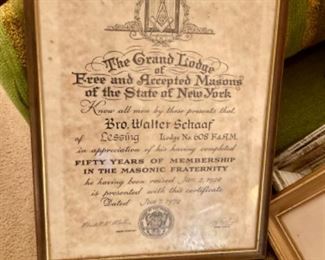 The Grand Lodge
of
Free and Accepted Masons
of the State of New York
Know all men by these presents that
Bro. Walter Schaaf
of Lessing Lodge No. 608 F.&A.M.
in appreciation of his having completed
FIFTY YEARS OF MEMBERSHIP
IN THE MASONIC FRATERNITY
he having been raised Jan. 2, 
is presented with this certificate
Dated